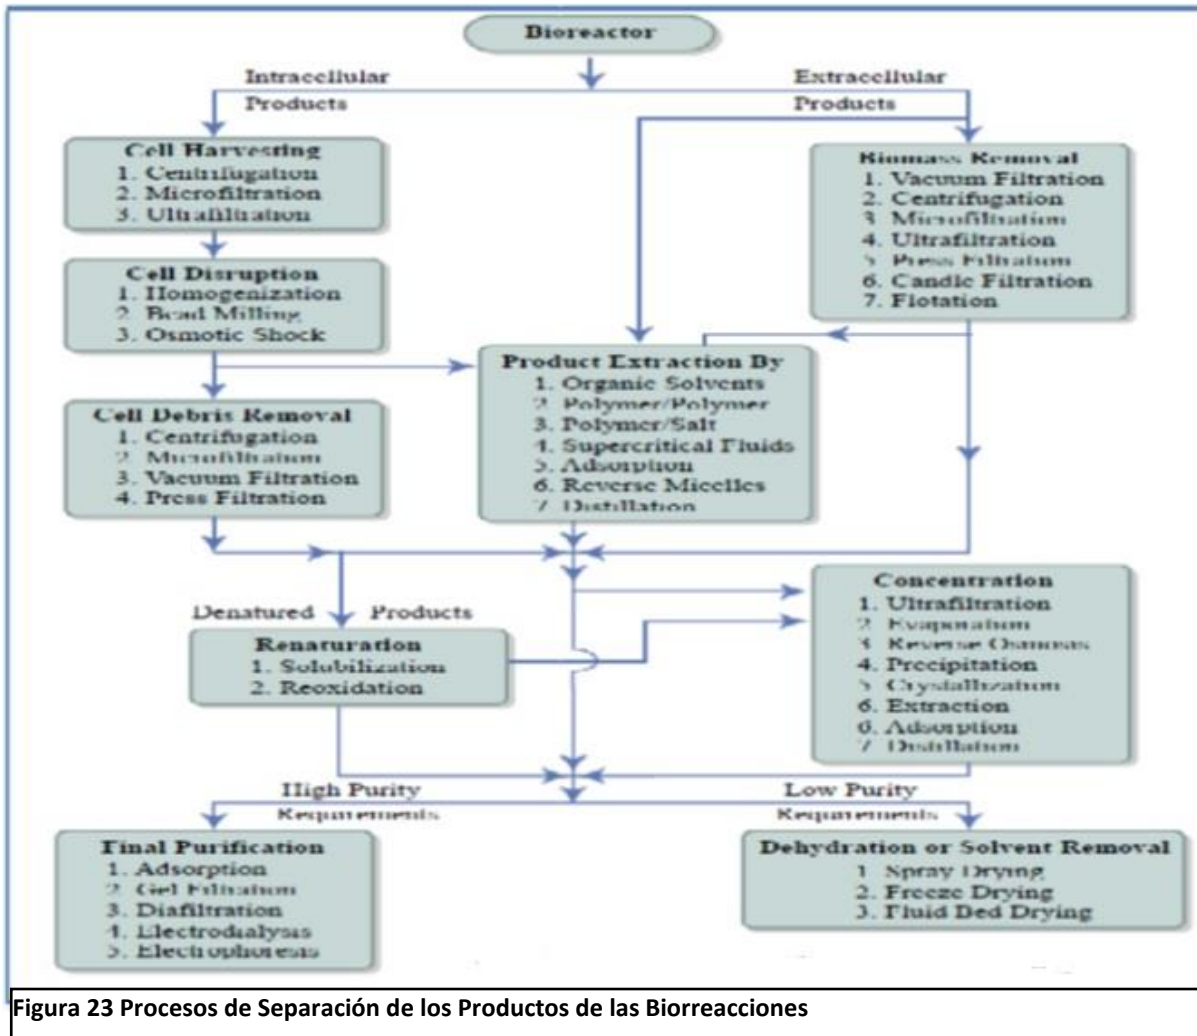 Bioreactor
Intracellular
Products
Extracellular
Products
Cell Harvesting
1. Centrifugation
2. Microfiltration
3. Ultrafiltration
Biomass Removal
1. Vacuum Filtration
2. Centrifugation
3. Microfiltration
4. Ultrafiltration
5. Press Filtration
6. Candle Filtration
7. Flotation
Cell Disruption
1. Homogenization
2. Bead Milling
3. Osmotic Shock
Product Extraction By
1. Organic Solvents
2. Polymer/Polymer
3. Polymer/Salt
4. Supercritical Fluids
5. Adsorption
6. Reverse Micelles
7. Distillation
Cell Debris Removal
1. Centrifugation
2. Microfiltration
3. Vacuum Filtration
4. Press Filtration
Denatured Products
Renaturation
1. Solubilization
2. Reoxidation
Concentration
1. Ultrafiltration
2. Evaporation
3. Reverse Osmosis
4. Precipitation
5. Crystallization
6. Extraction
6. Adsorption
7. Distillation
High Purity
Requirements
Low Purity
Requirements
Final Purification
1. Adsorption
2. Gel Filtration
3. Diafiltration
4. Electrodialysis
5. Electrophoresis
Dehydration or Solvent Removal
1. Spray Drying
2. Freeze Drying
3. Fluid Bed Drying
Figura 23 Procesos de Separación de los Productos de las Biorreacciones